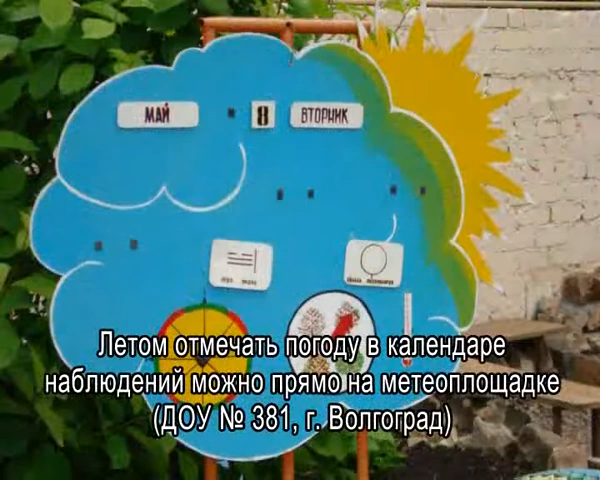 МАЙ 8 ВТОРНИК
Летом отмечать погоду в календаре
наблюдений можно прямо на метеоплощадке
(ДОУ № 381, г. Волгоград)